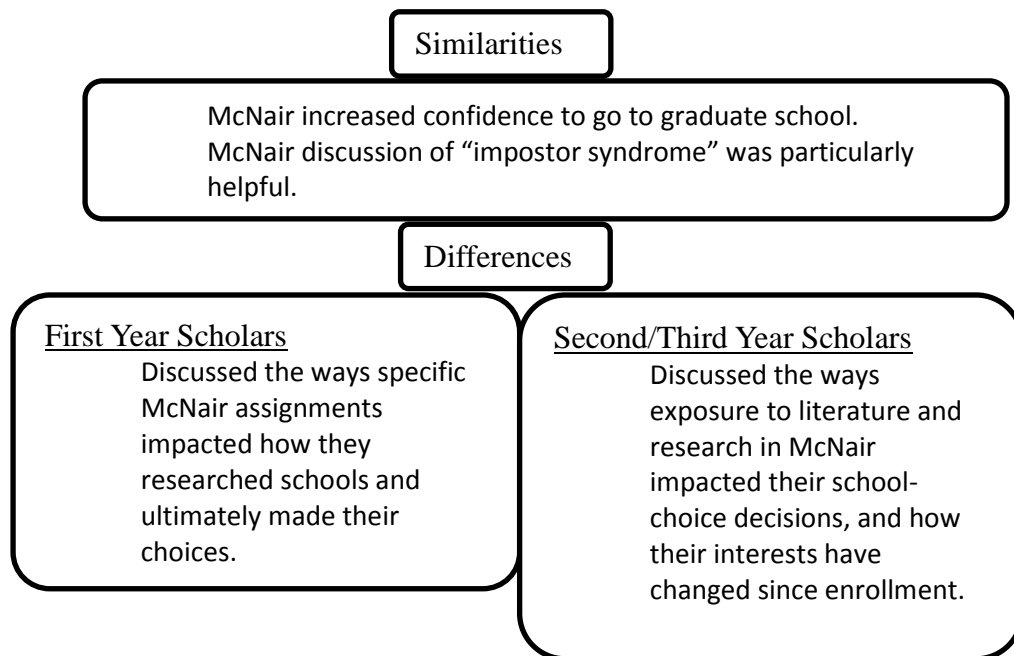 Similarities
McNair increased confidence to go to graduate school.
McNair discussion of “impostor syndrome” was particularly
helpful.
Differences
First Year Scholars
Discussed the ways specific
McNair assignments
impacted how they
researched schools and
ultimately made their
choices.
Second/Third Year Scholars
Discussed the ways
exposure to literature and
research in McNair
impacted their school-
choice decisions, and how
their interests have
changed since enrollment.